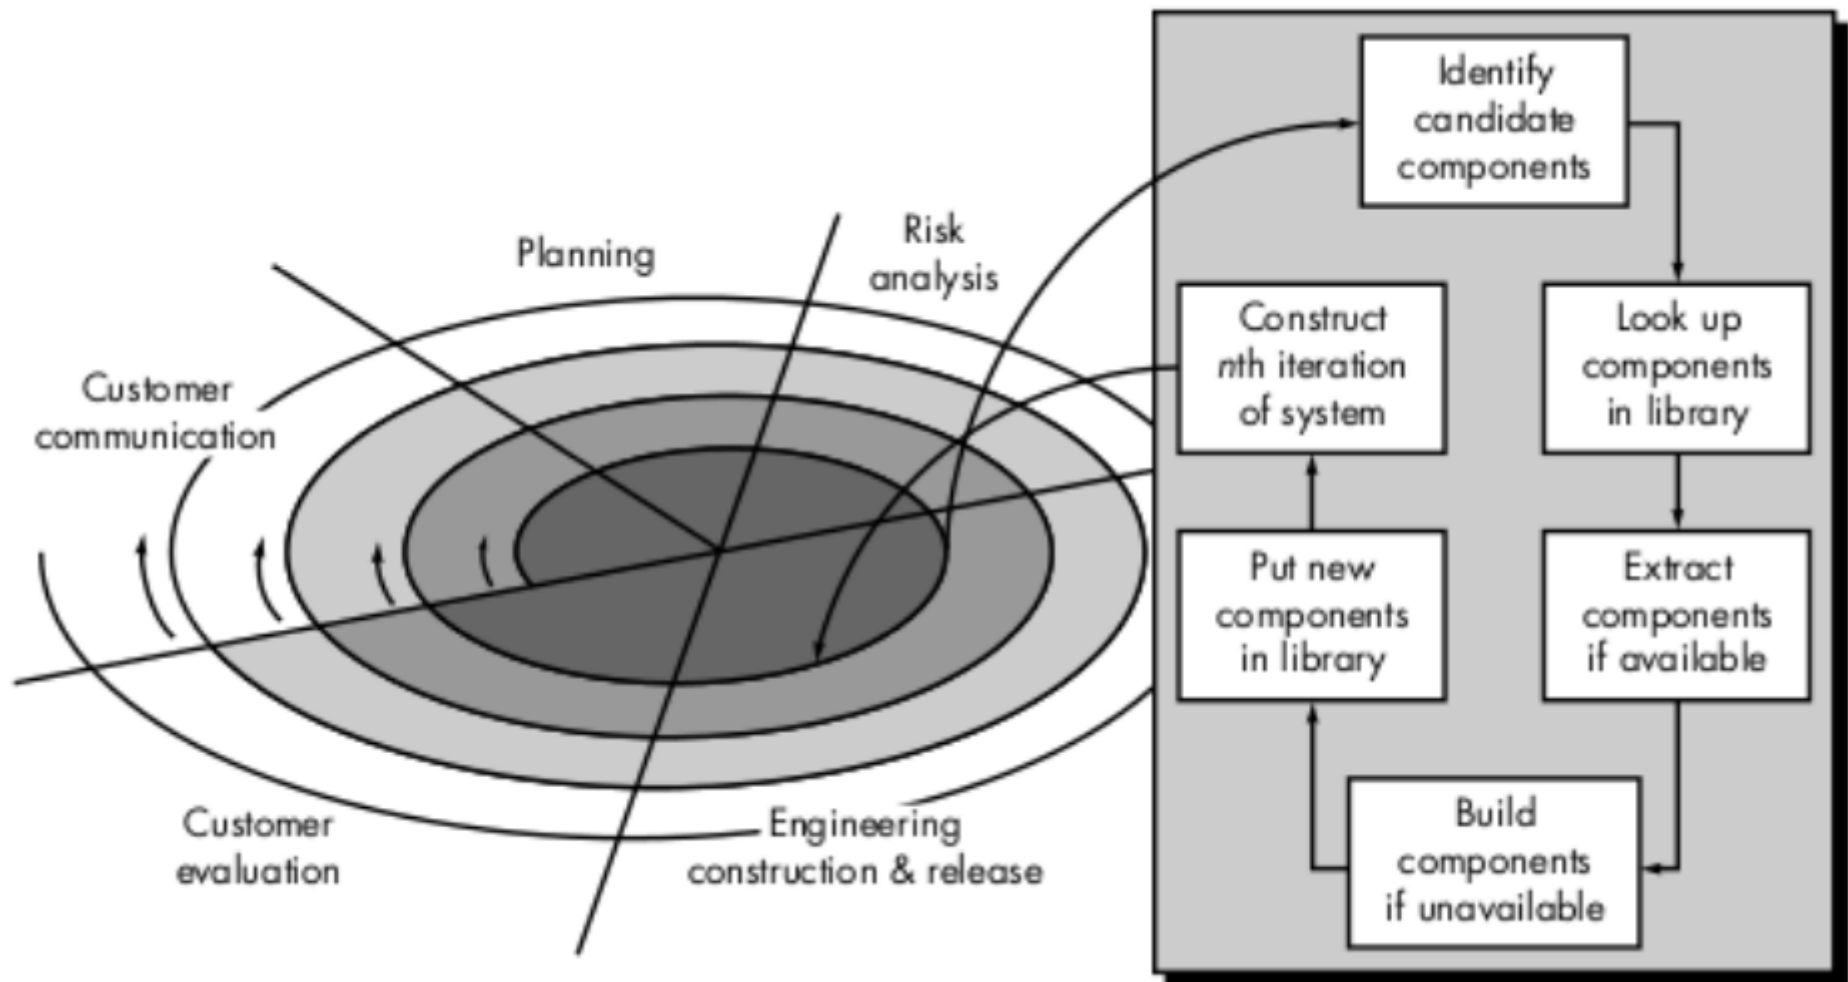 Planning
Risk
analysis
Customer
communication
Customer
evaluation
Engineering
construction & release
Identify
candidate
components
Construct
nth iteration
of system
Look up
components
in library
Put new
components
in library
Extract
components
if available
Build
components
if unavailable